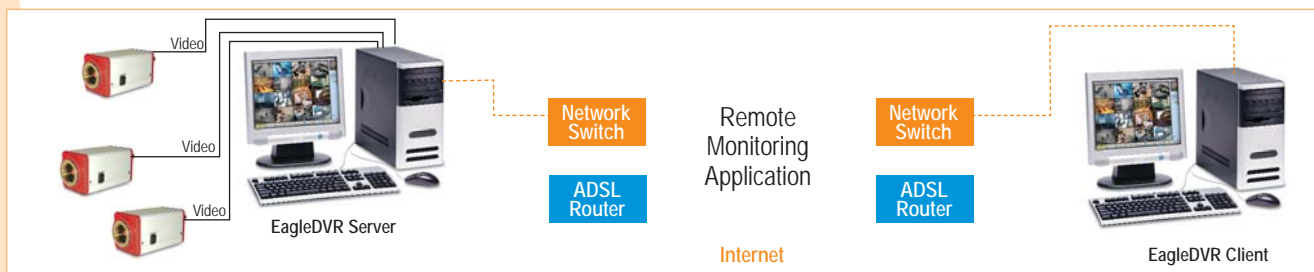 Video
Video
Video
EagleDVR Server
Network
Switch
ADSL
Router
Remote
Monitoring
Application
Internet
Network
Switch
ADSL
Router
EagleDVR Client